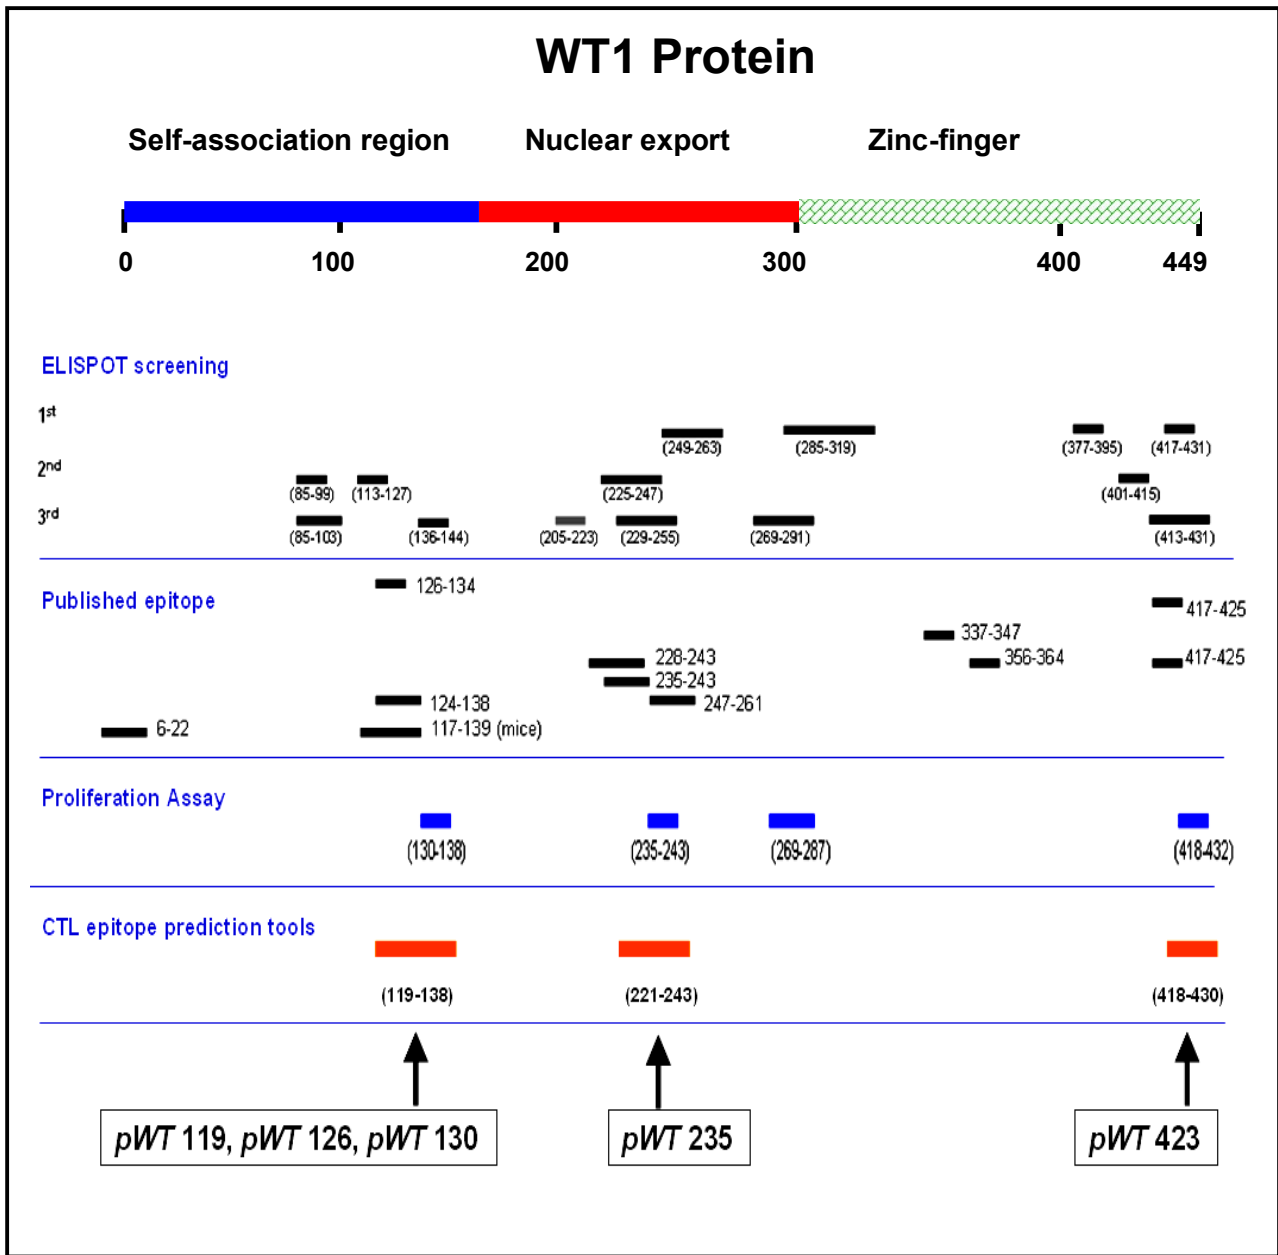 WT1 Protein
Self-association region Nuclear export Zinc-finger
0 100 200 300 400 449
ELISPOT screening
1st
(249-263) (285-319) (377-395) (417-431)
2nd
(85-99) (113-127) (225-247) (401-415)
3rd
(85-103) (136-144) (205-223) (229-255) (269-291) (413-431)
126-134
Published epitope
417-425
337-347
228-243 356-364 417-425
235-243
124-138 247-261
6-22 117-139 (mice)
Proliferation Assay
(130-138) (235-243) (269-287) (418-432)
CTL epitope prediction tools
(119-138) (221-243) (418-430)
pWT 119, pWT 126, pWT 130 pWT 235 pWT 423